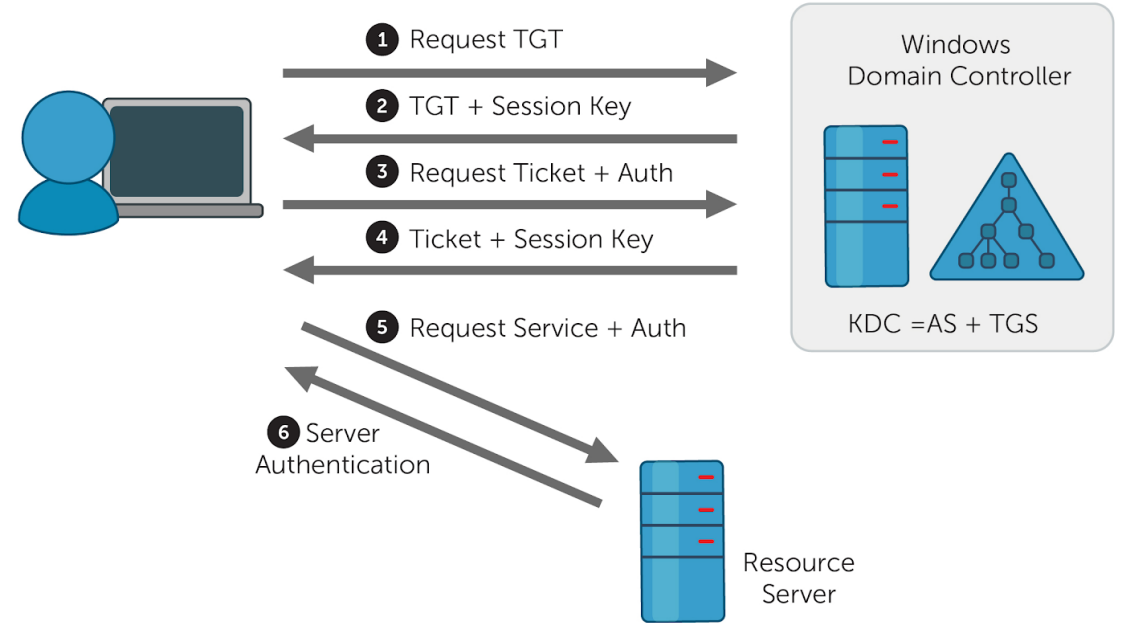 1 Request TGT
2 TGT + Session Key
3 Request Ticket + Auth
4 Ticket + Session Key
5 Request Service + Auth
6 Server
Authentication
Windows
Domain Controller
KDC =AS + TGS
Resource
Server